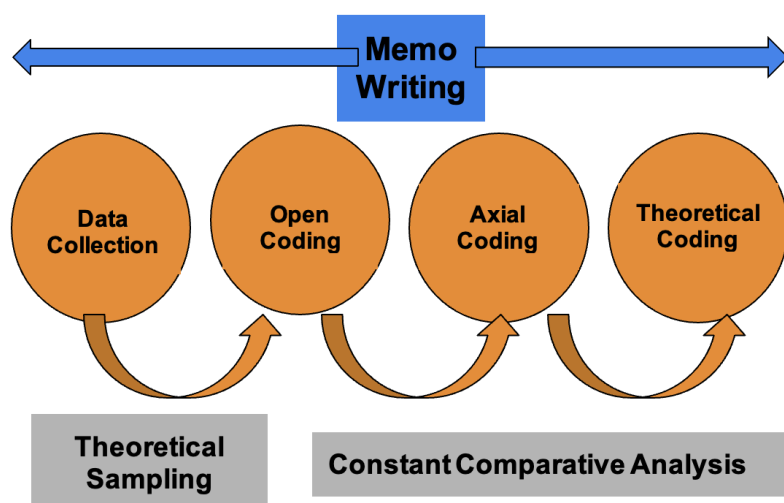 Memo
Writing
Data
Collection
Open
Coding
Axial
Coding
Theoretical
Coding
Theoretical
Sampling
Constant Comparative Analysis